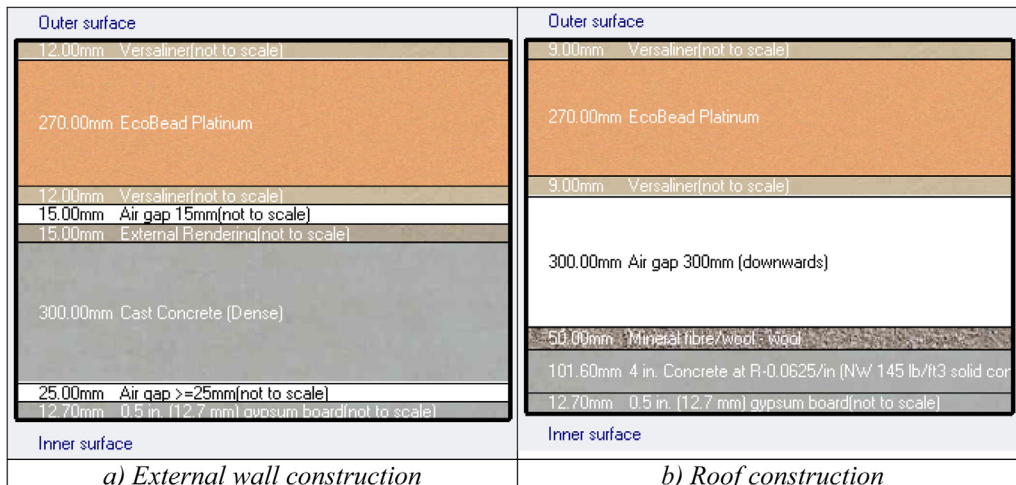 Outer surface
12.00mm Versaliner(not to scale)
270.00mm EcoBead Platinum
12.00mm Versaliner(not to scale)
15.00mm Air gap 15mm(not to scale)
15.00mm External Rendering(not to scale)
300.00mm Cast Concrete (Dense)
25.00mm Air gap >=25mm(not to scale)
12.70mm 0.5 in. (12.7 mm) gypsum board(not to scale)
Inner surface
a) External wall construction
Outer surface
9.00mm Versaliner(not to scale)
270.00mm EcoBead Platinum
9.00mm Versaliner(not to scale)
300.00mm Air gap 300mm (downwards)
50.00mm Mineral fibre/wool - wool
101.60mm 4 in. Concrete at R-0.0625/in (NW 145 lb/ft3 solid con
12.70mm 0.5 in. (12.7 mm) gypsum board(not to scale)
Inner surface
b) Roof construction